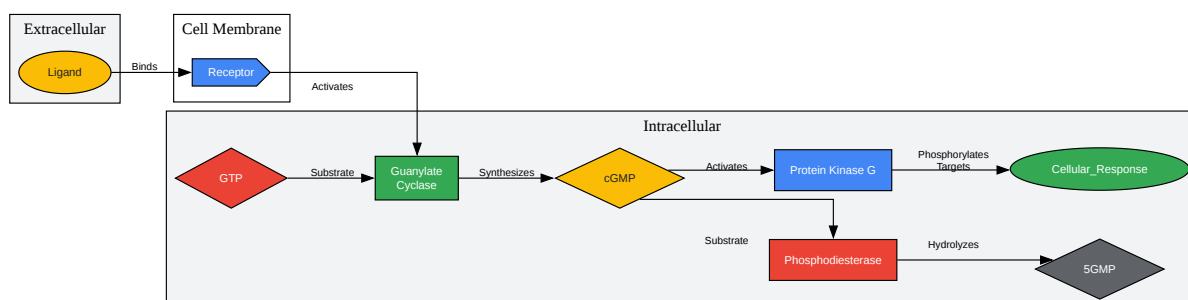 Extracellular
Cell Membrane
Ligand
Binds
Receptor
Activates
Intracellular
GTP
Substrate
Guanylate
Cyclase
Synthesizes
cGMP
Activates
Protein Kinase G
Phosphorylates
Targets
Cellular_Response
Substrate
Phosphodiesterase
Hydrolyzes
5GMP